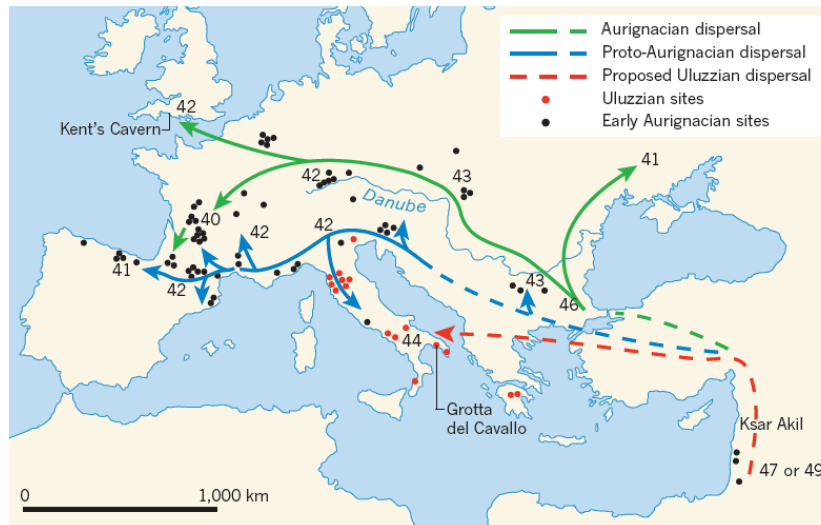 Aurignacian dispersal
Proto-Aurignacian dispersal
Proposed Uluzzian dispersal
Uluzzian sites
Early Aurignacian sites
42
Kent's Cavern
41
43
42
Danube
40
42
42
41
42
43
46
44
Grotta
del Cavallo
Ksar Akil
47 or 49
0
1,000 km